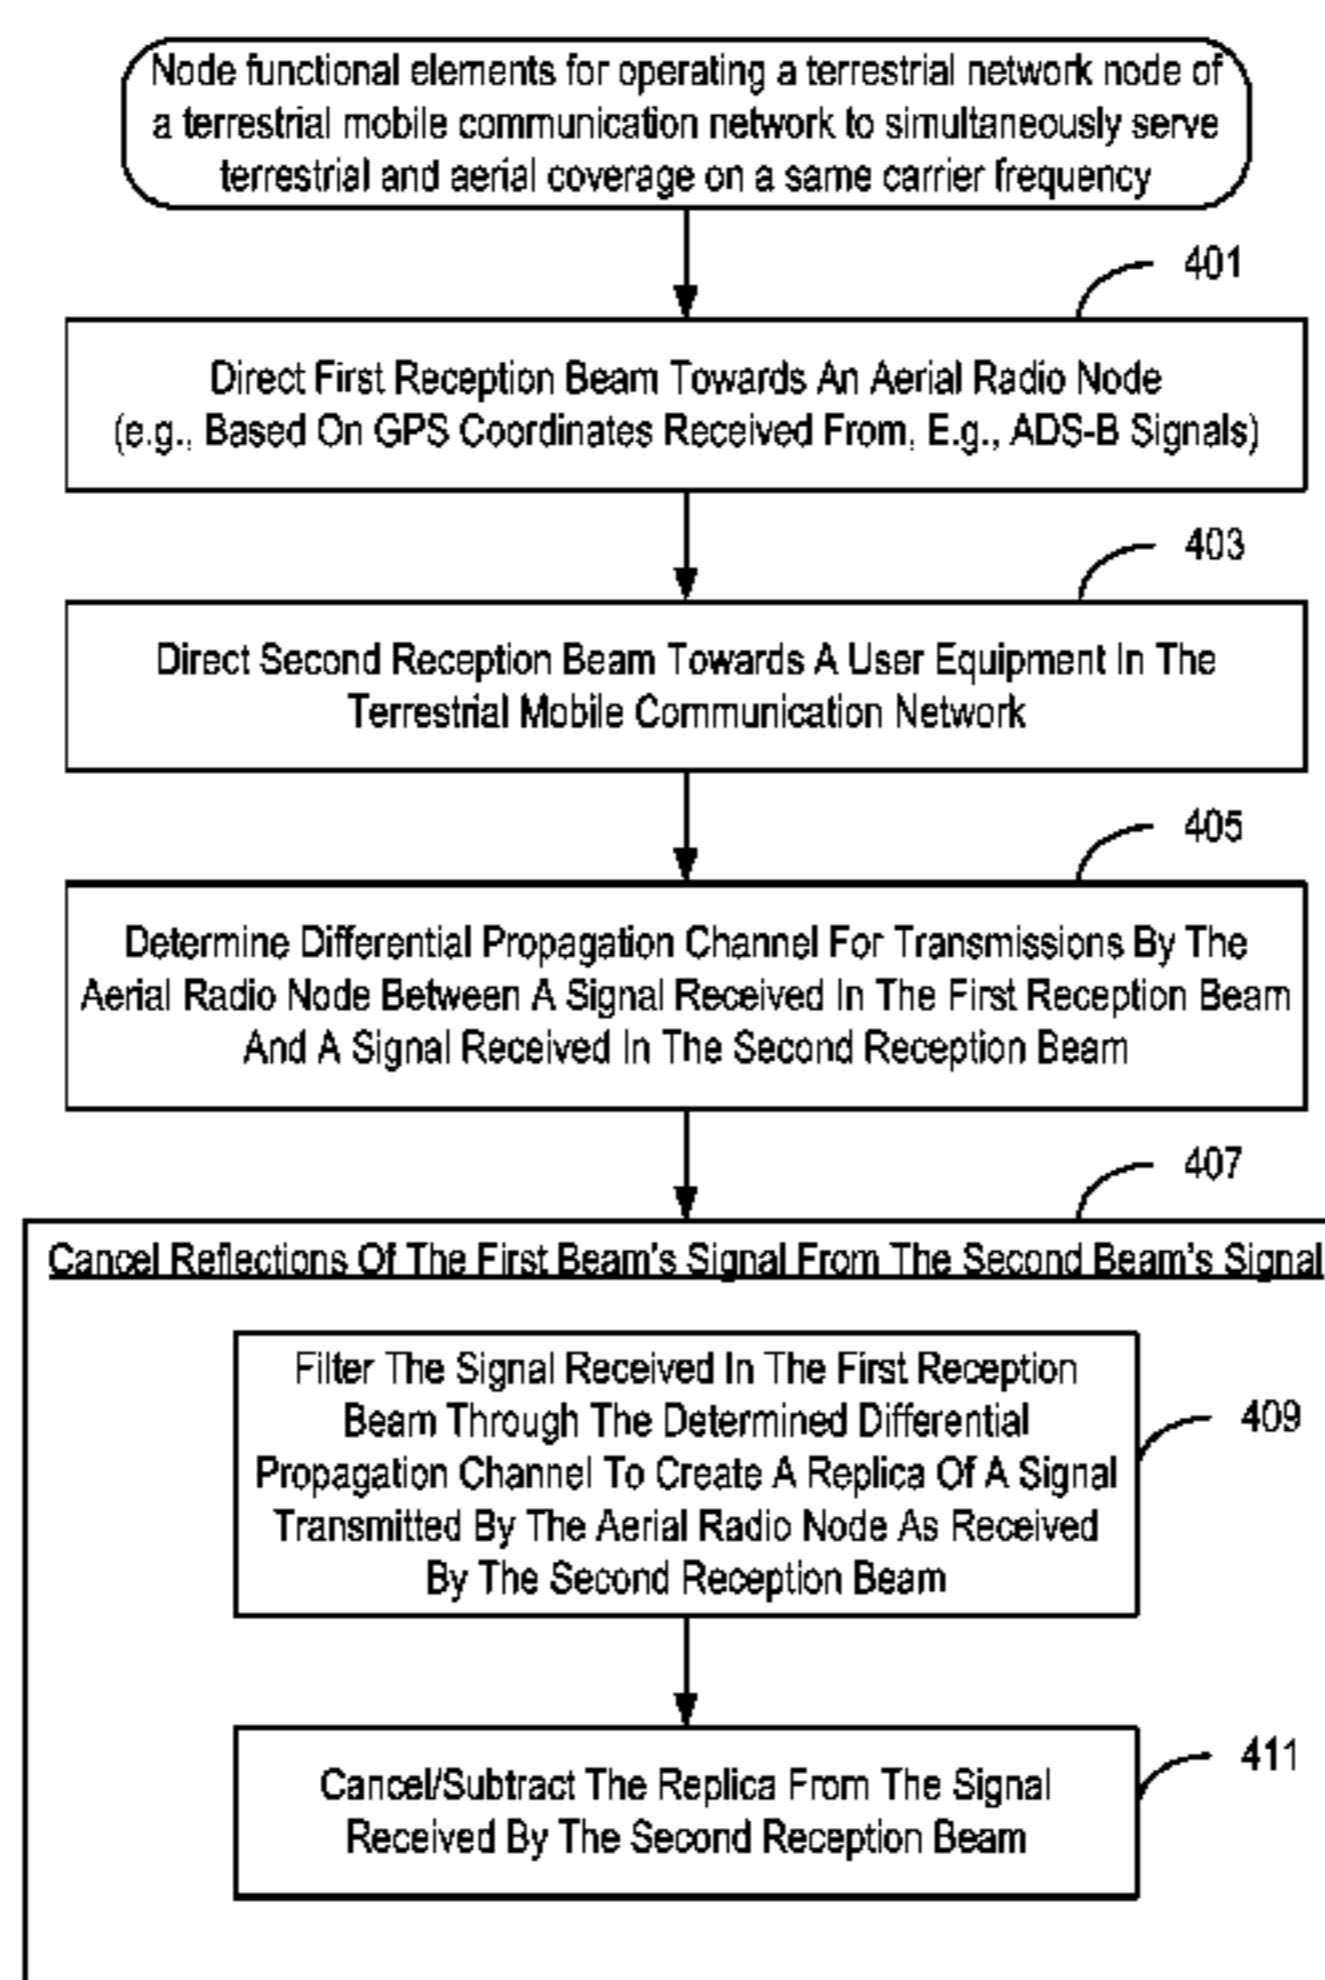 Node functional elements for operating a terrestrial network node of
a terrestrial mobile communication network to simultaneously serve
terrestrial and aerial coverage on a same carrier frequency
401
Direct First Reception Beam Towards An Aerial Radio Node
(e.g., Based On GPS Coordinates Received From, E.g., ADS-B Signals)
403
Direct Second Reception Beam Towards A User Equipment In The
Terrestrial Mobile Communication Network
405
Determine Differential Propagation Channel For Transmissions By The
Aerial Radio Node Between A Signal Received In The First Reception Beam
And A Signal Received In The Second Reception Beam
407
Cancel Reflections Of The First Beam's Signal From The Second Beam's Signal
Filter The Signal Received In The First Reception
Beam Through The Determined Differential
Propagation Channel To Create A Replica Of A Signal
Transmitted By The Aerial Radio Node As Received
By The Second Reception Beam
409
Cancel/Subtract The Replica From The Signal
Received By The Second Reception Beam
411